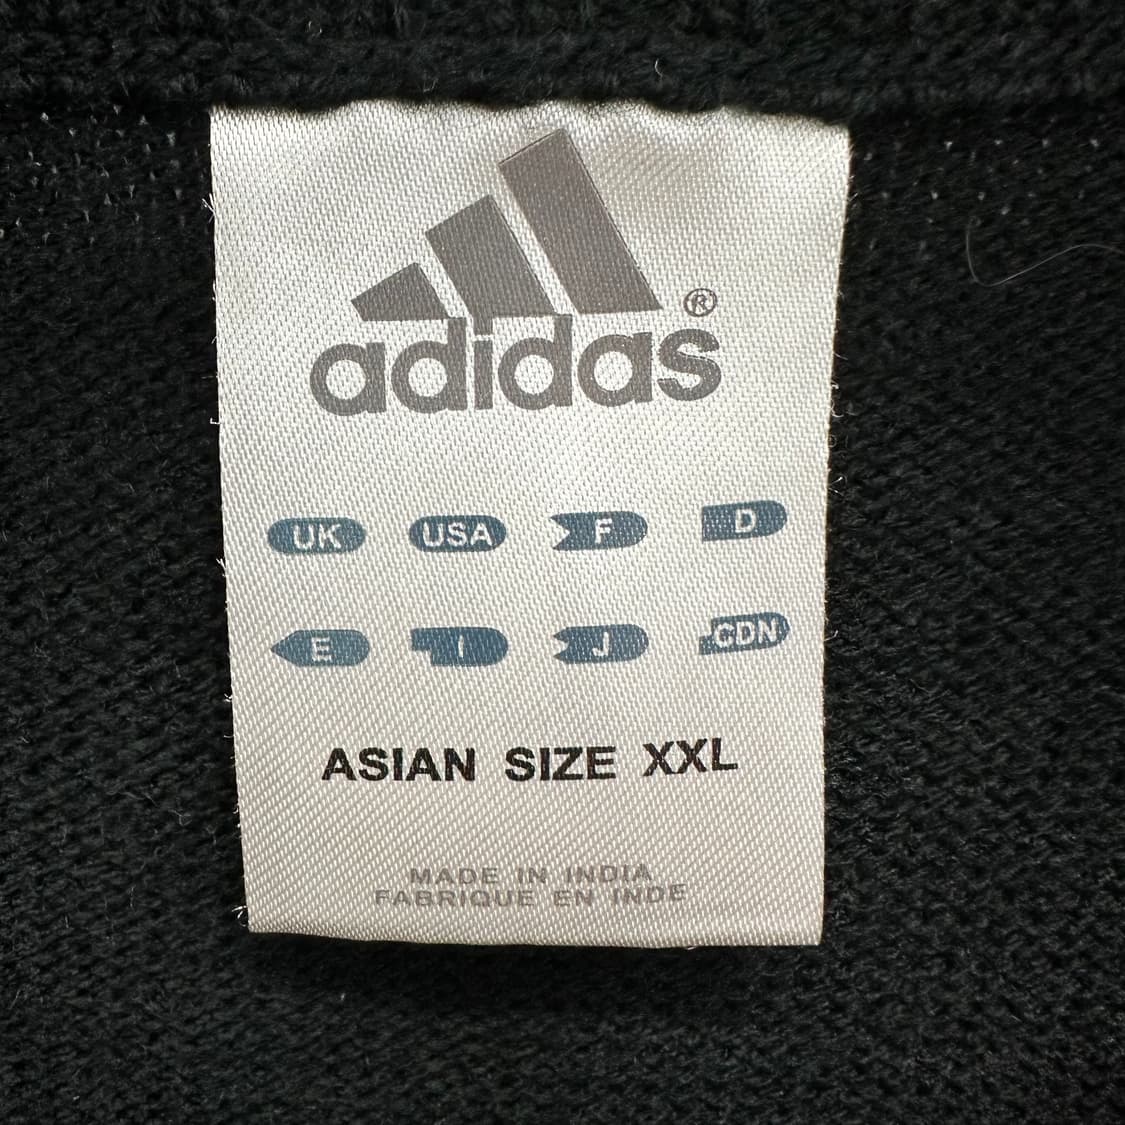 adidas®
UK USA F D
E I J CDN
ASIAN SIZE XXL
MADE IN INDIA
FABRIQUE EN INDE